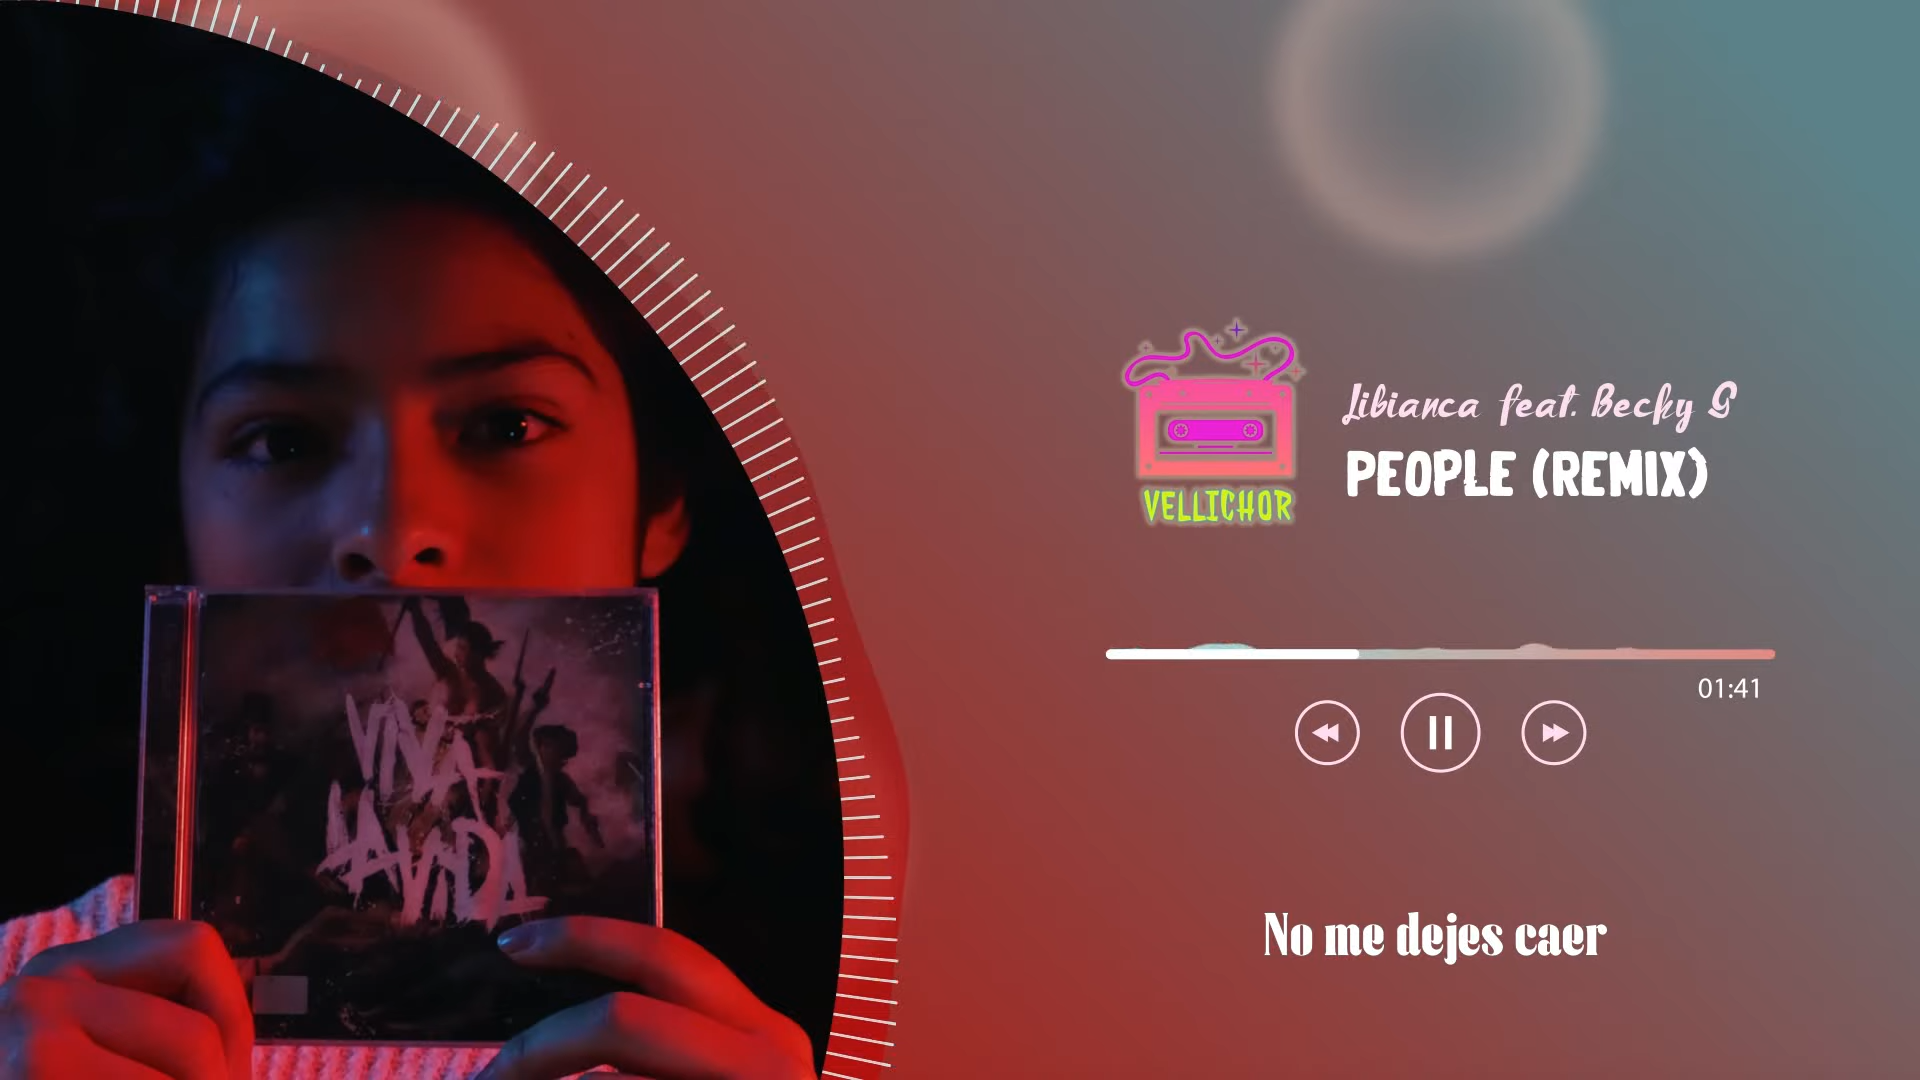 VIVA
LA VIDA
VELLICHOR
Libianca feat. Becky G
PEOPLE (REMIX)
01:41
No me dejes caer